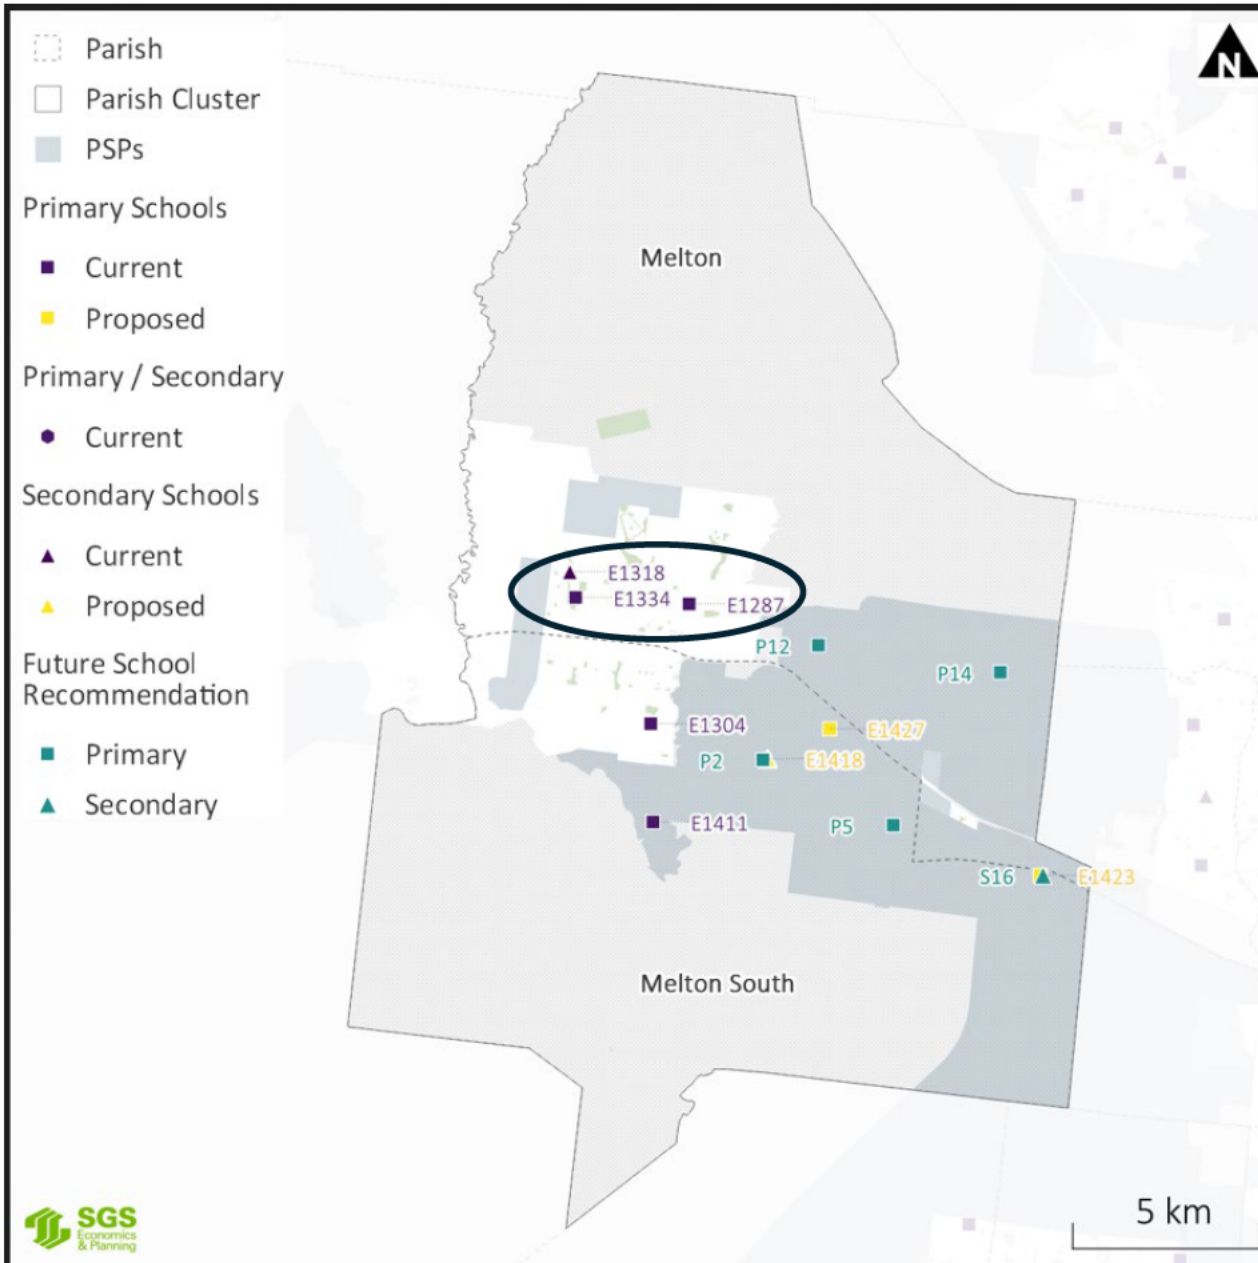 N
Parish
Parish Cluster
PSPs
Primary Schools
Current
Proposed
Primary / Secondary
Current
Secondary Schools
Current
Proposed
Future School
Recommendation
Primary
Secondary
Melton
E1318
E1334
E1287
P12
P14
E1304
E1427
P2
E1418
E1411
P5
S16
E1423
Melton South
SGS
Economics
& Planning
5 km